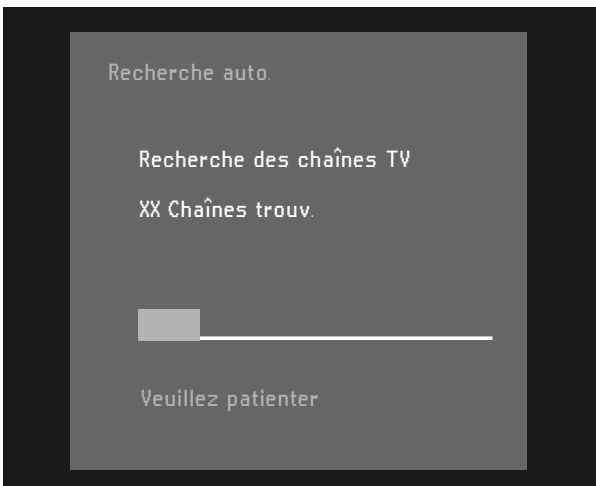 Recherche auto.
Recherche des chaînes TV
XX Chaînes trouv.
Veuillez patienter